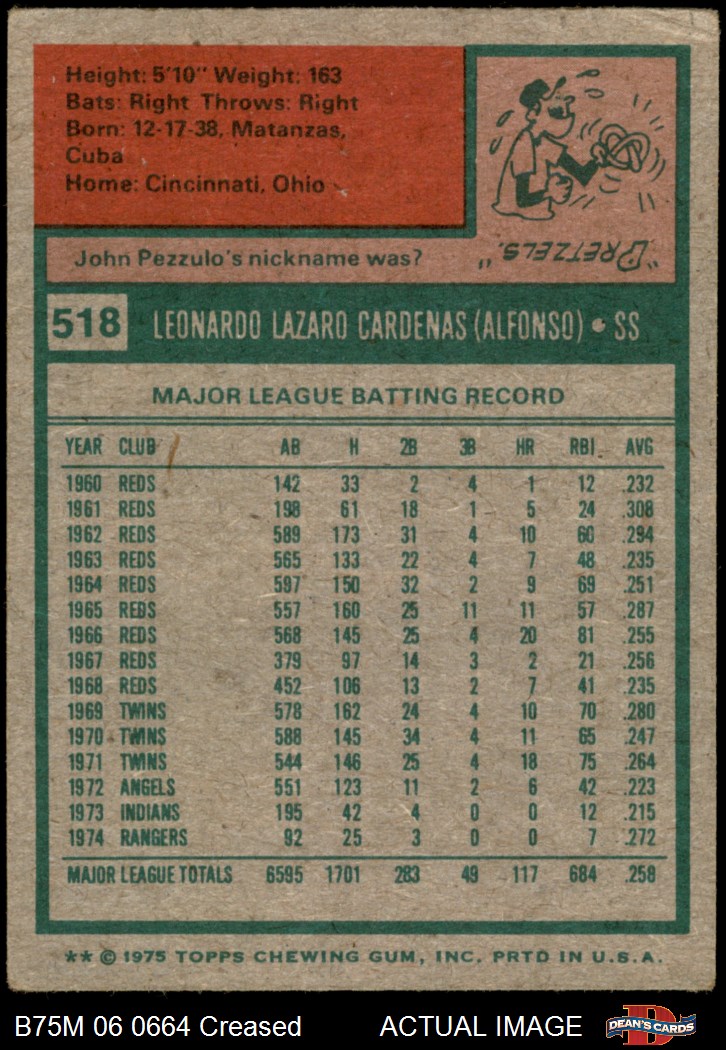 Height: 5'10" Weight: 163
Bats: Right Throws: Right
Born: 12-17-38, Matanzas,
Cuba
Home: Cincinnati, Ohio
John Pezzulo's nickname was?
"PRETZELS."
518 LEONARDO LAZARO CARDENAS (ALFONSO) • SS
MAJOR LEAGUE BATTING RECORD
YEAR CLUB AB H 2B 3B HR RBI. AVG
1960 REDS 142 33 2 4 1 12 .232
1961 REDS 198 61 18 1 5 24 .308
1962 REDS 589 173 31 4 10 60 .294
1963 REDS 565 133 22 4 7 48 .235
1964 REDS 597 150 32 2 9 69 .251
1965 REDS 557 160 25 11 11 57 .287
1966 REDS 568 145 25 4 20 81 .255
1967 REDS 379 97 14 3 2 21 .256
1968 REDS 452 106 13 2 7 41 .235
1969 TWINS 578 162 24 4 10 70 .280
1970 TWINS 588 145 34 4 11 65 .247
1971 TWINS 544 146 25 4 18 75 .264
1972 ANGELS 551 123 11 2 6 42 .223
1973 INDIANS 195 42 4 0 0 12 .215
1974 RANGERS 92 25 3 0 0 7 .272
MAJOR LEAGUE TOTALS 6595 1701 283 49 117 684 .258
** © 1975 TOPPS CHEWING GUM, INC. PRTD IN U.S.A.
B75M 06 0664 Creased ACTUAL IMAGE
D
DEAN'S CARDS